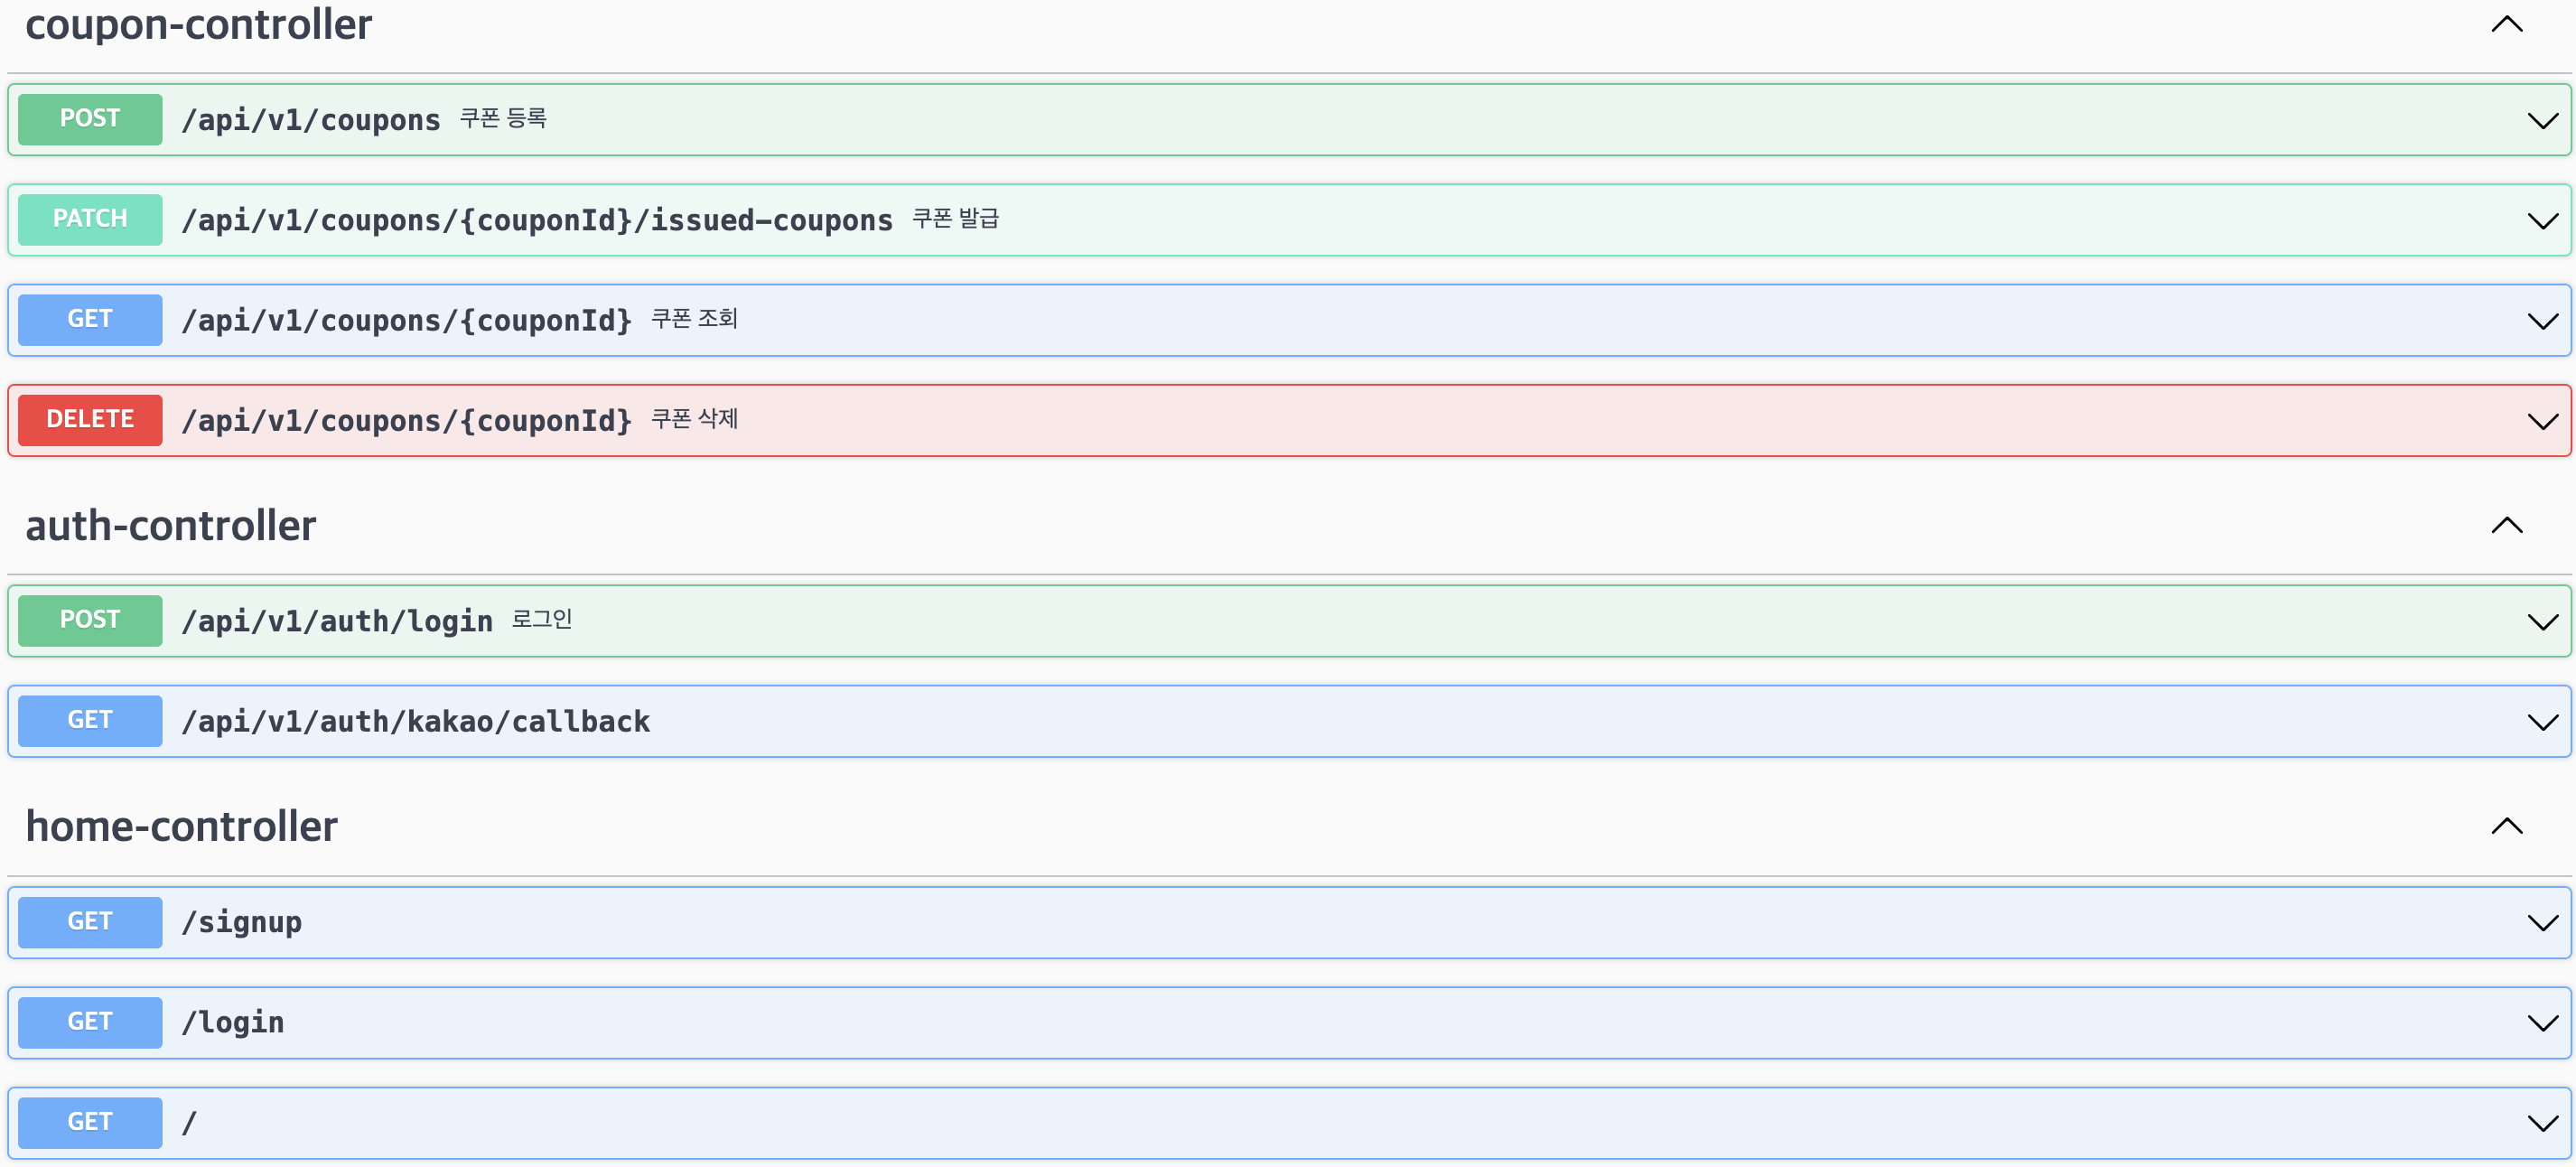 coupon-controller
POST /api/v1/coupons 쿠폰 등록
PATCH /api/v1/coupons/{couponId}/issued-coupons 쿠폰 발급
GET /api/v1/coupons/{couponId} 쿠폰 조회
DELETE /api/v1/coupons/{couponId} 쿠폰 삭제
auth-controller
POST /api/v1/auth/login 로그인
GET /api/v1/auth/kakao/callback
home-controller
GET /signup
GET /login
GET /